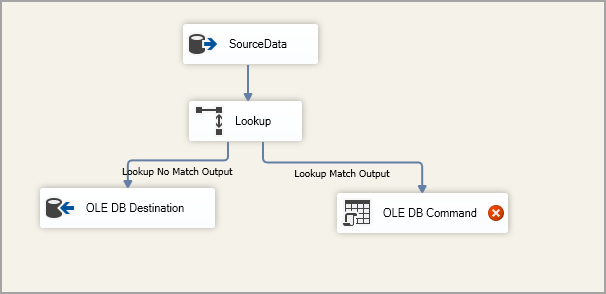 SourceData
Lookup
Lookup No Match Output
Lookup Match Output
OLE DB Destination
OLE DB Command